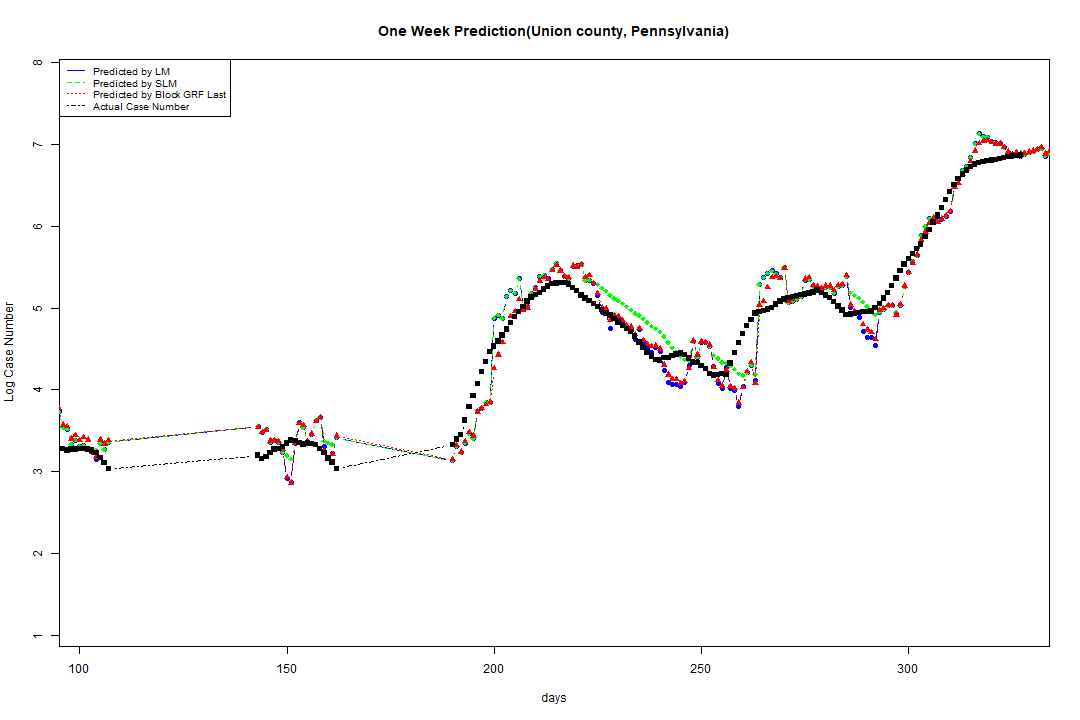 One Week Prediction(Union county, Pennsylvania)
Predicted by LM
Predicted by SLM
Predicted by Block GRF Last
Actual Case Number
8
7
6
5
4
3
2
1
Log Case Number
100 150 200 250 300
days